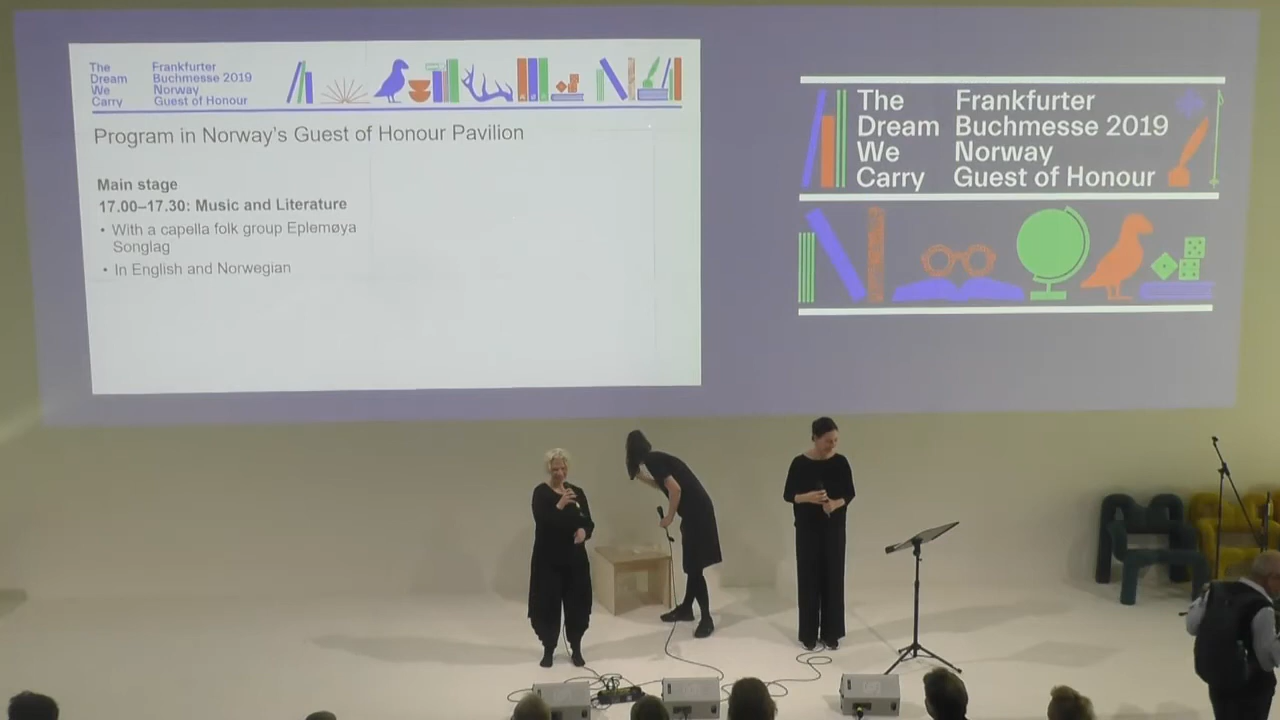 The Frankfurter
Dream Buchmesse 2019
We Norway
Carry Guest of Honour
Program in Norway's Guest of Honour Pavilion
Main stage
17.00–17.30: Music and Literature
• With a capella folk group Eplemøya
Songlag
• In English and Norwegian
The Frankfurter
Dream Buchmesse 2019
We Norway
Carry Guest of Honour